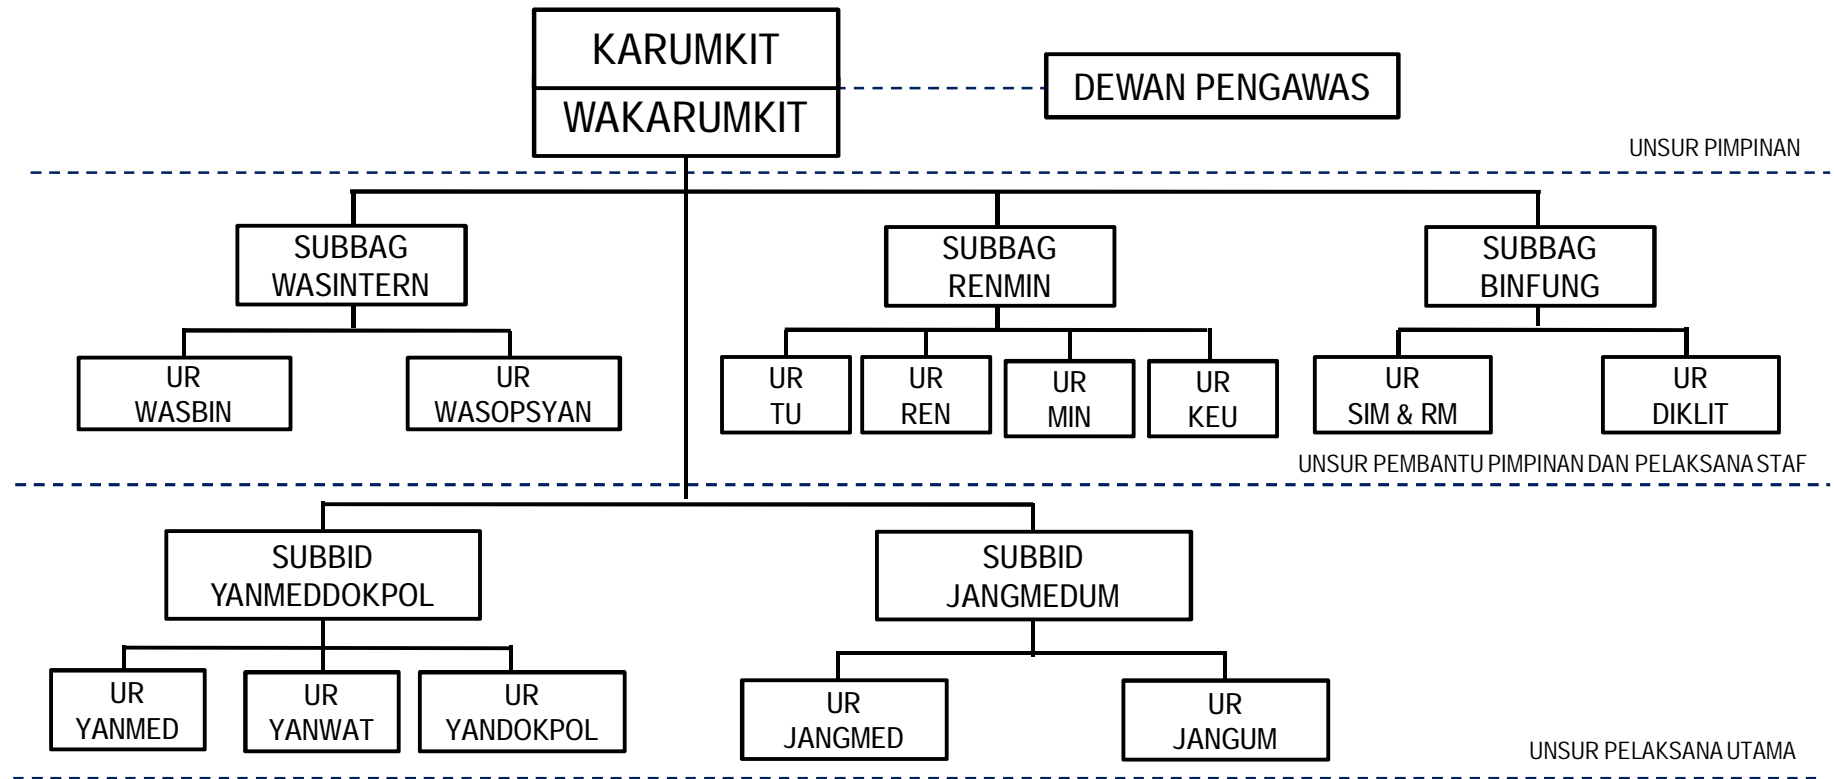 KARUMKIT
WAKARUMKIT
DEWAN PENGAWAS
UNSUR PIMPINAN
SUBBAG
WASINTERN
SUBBAG
RENMIN
SUBBAG
BINFUNG
UR
WASBIN
UR
WASOPSYAN
UR
TU
UR
REN
UR
MIN
UR
KEU
UR
SIM & RM
UR
DIKLIT
UNSUR PEMBANTU PIMPINAN DAN PELAKSANA STAF
SUBBID
YANMEDDOKPOL
SUBBID
JANGMEDUM
UR
YANMED
UR
YANWAT
UR
YANDOKPOL
UR
JANGMED
UR
JANGUM
UNSUR PELAKSANA UTAMA